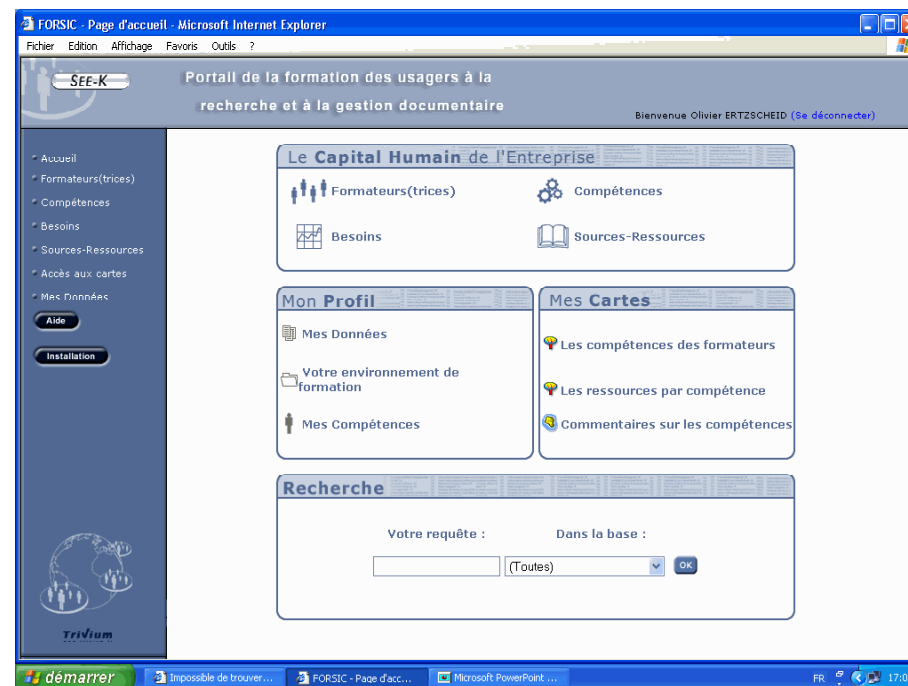 FORSIC - Page d'accueil - Microsoft Internet Explorer
Fichier Edition Affichage Favoris Outils ?
SEE-K
Portail de la formation des usagers à la
recherche et à la gestion documentaire
Bienvenue Olivier ERTZSCHEID (Se déconnecter)
Accueil
Formateurs(trices)
Compétences
Besoins
Sources-Ressources
Accès aux cartes
Mes Données
Aide
Installation
Trivium
Le Capital Humain de l'Entreprise
Formateurs(trices)
Compétences
Besoins
Sources-Ressources
Mon Profil
Mes Données
Votre environnement de
formation
Mes Compétences
Mes Cartes
Les compétences des formateurs
Les ressources par compétence
Commentaires sur les compétences
Recherche
Votre requête : Dans la base :
(Toutes) OK
démarrer Impossible de trouver... FORSIC - Page d'acc... Microsoft PowerPoint ... FR